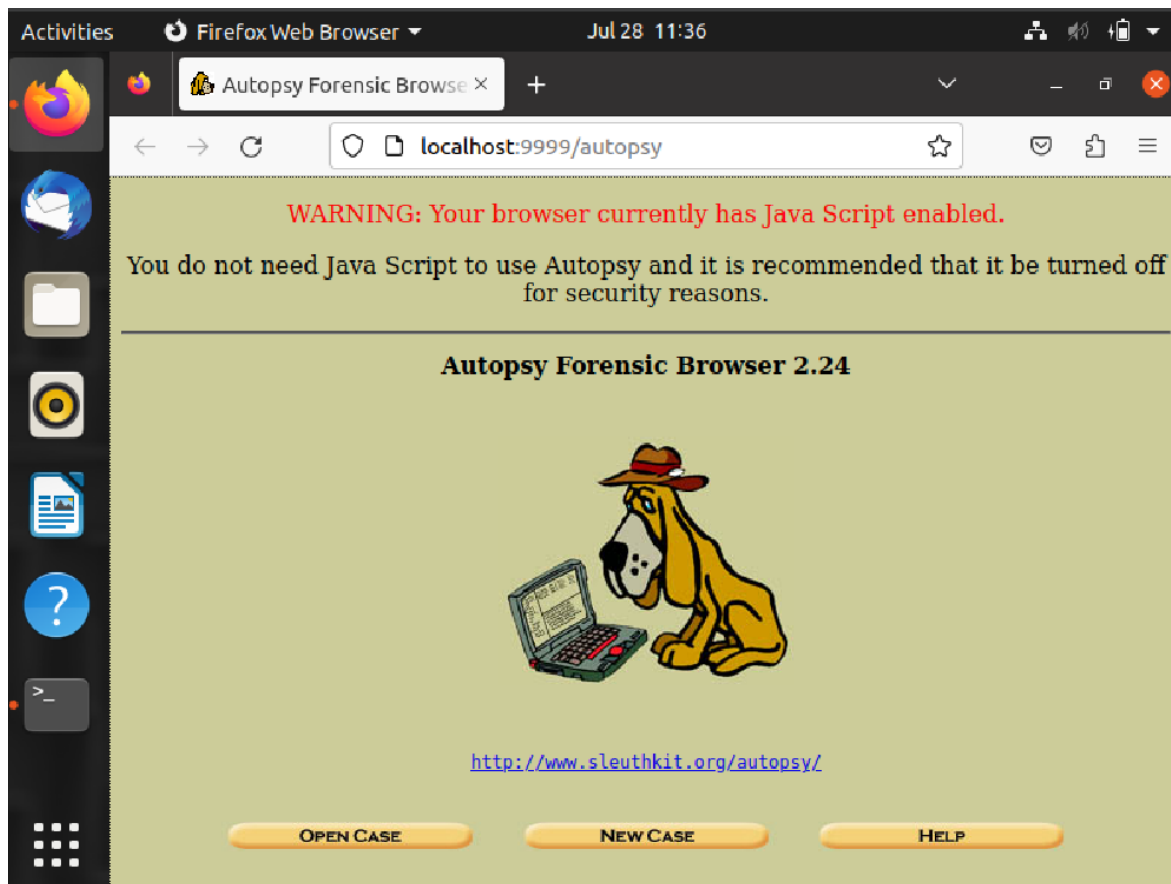 Activities
Firefox Web Browser
Jul 28 11:36
Autopsy Forensic Browse
localhost:9999/autopsy
WARNING: Your browser currently has Java Script enabled.
You do not need Java Script to use Autopsy and it is recommended that it be turned off
for security reasons.
Autopsy Forensic Browser 2.24
http://www.sleuthkit.org/autopsy/
OPEN CASE
NEW CASE
HELP